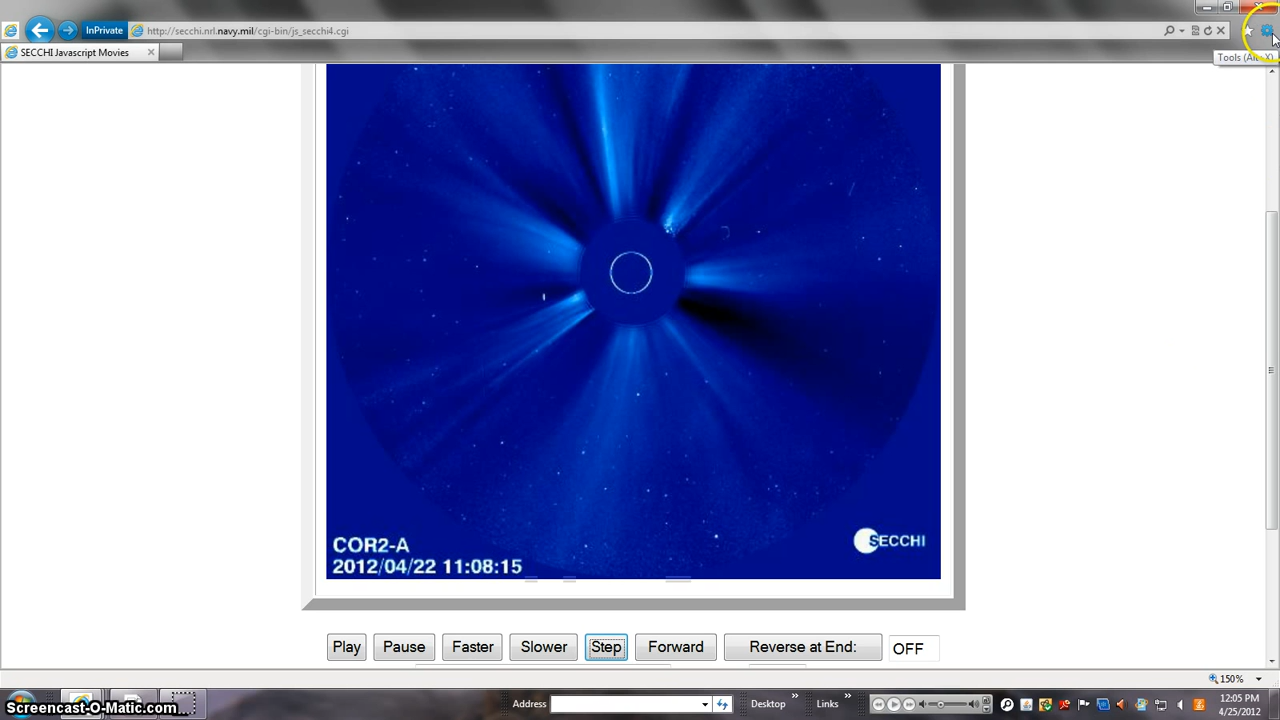 InPrivate
http://secchi.nrl.navy.mil/cgi-bin/js_secchi4.cgi
SECCHI Javascript Movies
Tools (Alt+X)
COR2-A
2012/04/22 11:08:15
SECCHI
Play
Pause
Faster
Slower
Step
Forward
Reverse at End:
OFF
150%
Screencast-O-Matic.com
Address
Desktop
Links
12:05 PM
4/25/2012